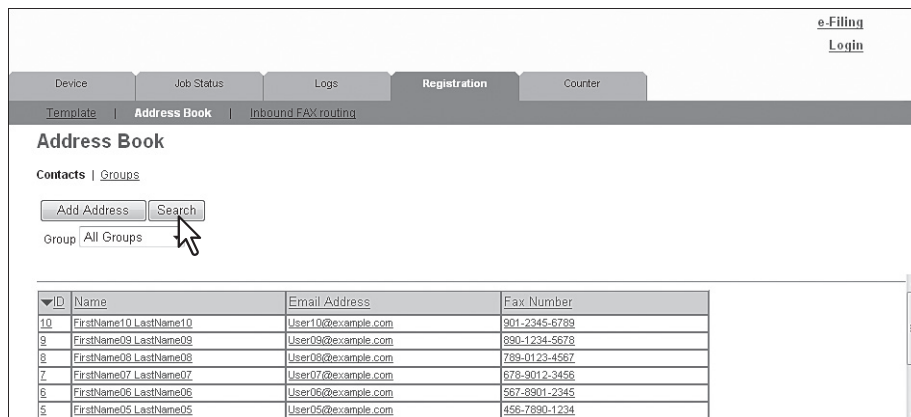 e-Filing
Login
Device Job Status Logs Registration Counter
Template | Address Book | Inbound FAX routing
Address Book
Contacts | Groups
Add Address Search
Group All Groups
ID Name Email Address Fax Number
10 FirstName10 LastName10 User10@example.com 901-2345-6789
9 FirstName09 LastName09 User09@example.com 890-1234-5678
8 FirstName08 LastName08 User08@example.com 789-0123-4567
7 FirstName07 LastName07 User07@example.com 678-9012-3456
6 FirstName06 LastName06 User06@example.com 567-8901-2345
5 FirstName05 LastName05 User05@example.com 456-7890-1234